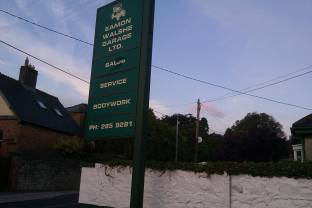 EAMON
WALSHE
GARAGE
LTD.
SALES
SERVICE
BODYWORK
PH: 285 9281